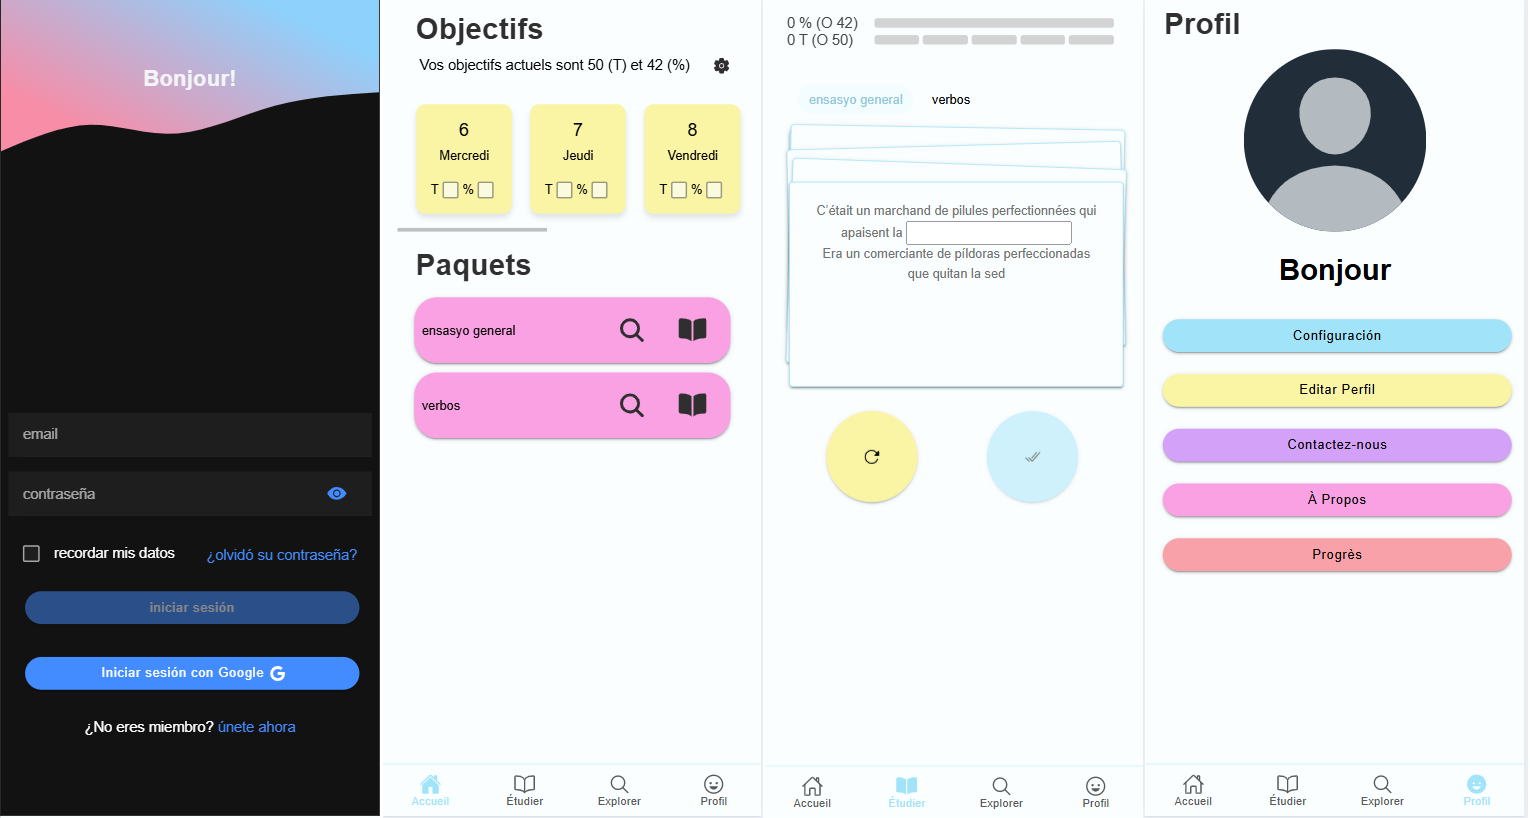 Bonjour!
email
contraseña
recordar mis datos
¿olvidó su contraseña?
iniciar sesión
Iniciar sesión con Google G
¿No eres miembro? únete ahora
Objectifs
Vos objectifs actuels sont 50 (T) et 42 (%)
6
Mercredi
T %
7
Jeudi
T %
8
Vendredi
T %
Paquets
ensasyo general
verbos
Accueil
Étudier
Explorer
Profil
0 % (O 42)
0 T (O 50)
ensasyo general
verbos
C'était un marchand de pilules perfectionnées qui
apaisent la
Era un comerciante de píldoras perfeccionadas
que quitan la sed
Accueil
Étudier
Explorer
Profil
Profil
Bonjour
Configuración
Editar Perfil
Contactez-nous
À Propos
Progrès
Accueil
Étudier
Explorer
Profil